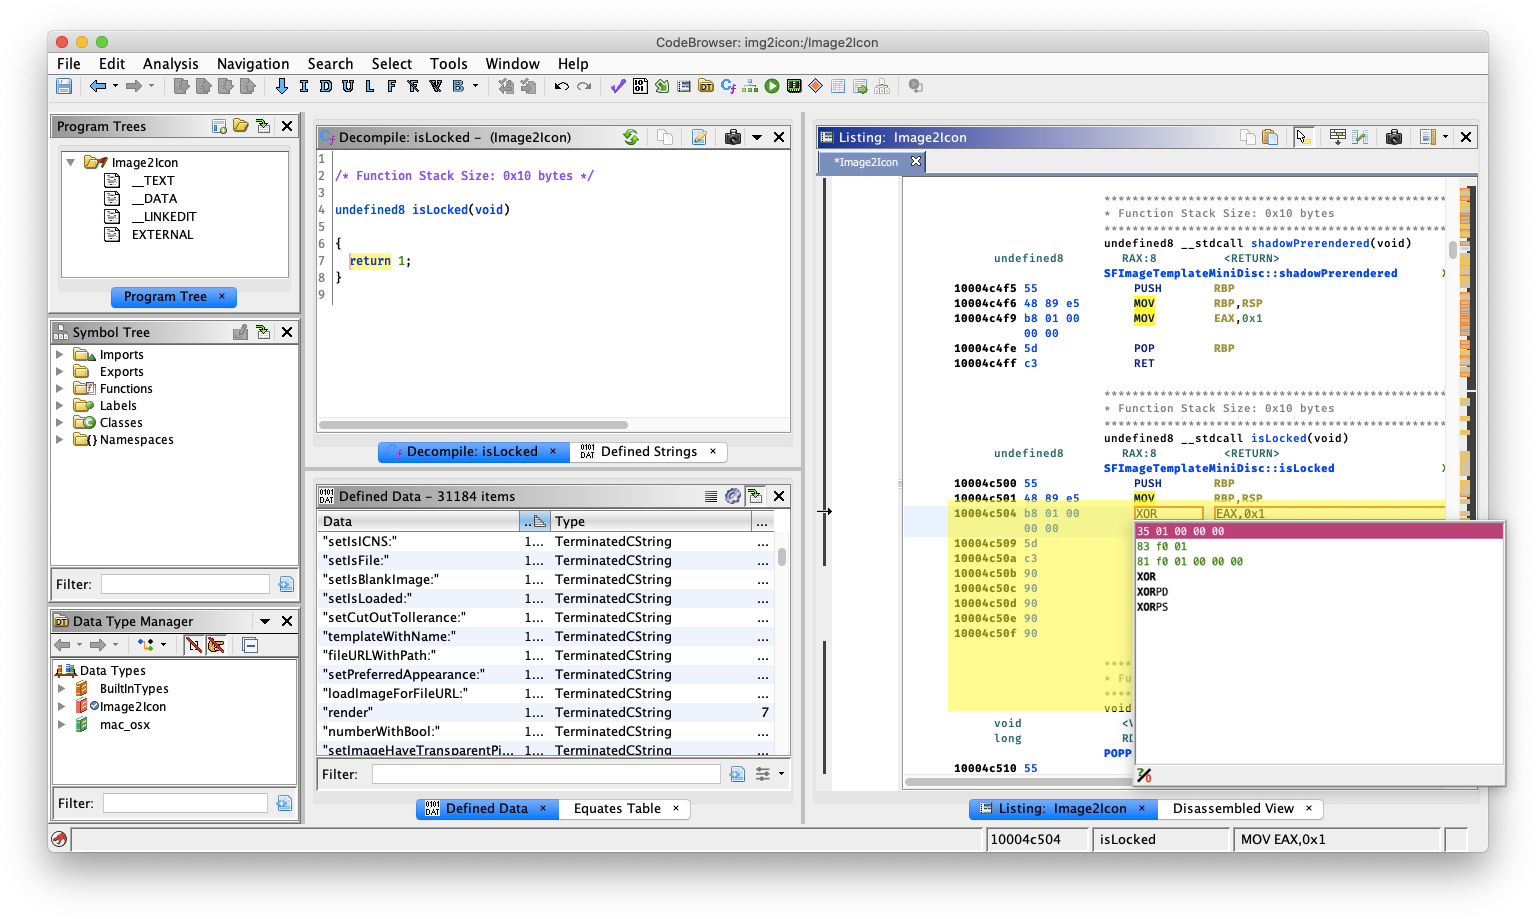 CodeBrowser: img2icon:/Image2Icon
File Edit Analysis Navigation Search Select Tools Window Help
I D U L F B
Program Trees
Image2Icon
__TEXT
__DATA
__LINKEDIT
EXTERNAL
Program Tree ×
Symbol Tree
Imports
Exports
Functions
Labels
Classes
Namespaces
Filter:
Data Type Manager
Data Types
BuiltInTypes
Image2Icon
mac_osx
Filter:
Decompile: isLocked – (Image2Icon)
1
2 /* Function Stack Size: 0x10 bytes */
3
4 undefined8 isLocked(void)
5
6 {
7 return 1;
8 }
9
Decompile: isLocked × Defined Strings ×
Defined Data – 31184 items
Data .. Type ...
"setIsICNS:" 1... TerminatedCString ...
"setIsFile:" 1... TerminatedCString ...
"setIsBlankImage:" 1... TerminatedCString ...
"setIsLoaded:" 1... TerminatedCString ...
"setCutOutTollerance:" 1... TerminatedCString ...
"templateWithName:" 1... TerminatedCString ...
"fileURLWithPath:" 1... TerminatedCString ...
"setPreferredAppearance:" 1... TerminatedCString ...
"loadImageForFileURL:" 1... TerminatedCString ...
"render" 1... TerminatedCString 7
"numberWithBool:" 1... TerminatedCString ...
"setImageHaveTransparentPi... 1... TerminatedCString ...
Filter:
Defined Data × Equates Table ×
Listing: Image2Icon
*Image2Icon
* Function Stack Size: 0x10 bytes
undefined8 __stdcall shadowPrerendered(void)
undefined8 RAX:8 <RETURN>
SFImageTemplateMiniDisc::shadowPrerendered
10004c4f5 55 PUSH RBP
10004c4f6 48 89 e5 MOV RBP,RSP
10004c4f9 b8 01 00 MOV EAX,0x1
00 00
10004c4fe 5d POP RBP
10004c4ff c3 RET
* Function Stack Size: 0x10 bytes
undefined8 __stdcall isLocked(void)
undefined8 RAX:8 <RETURN>
SFImageTemplateMiniDisc::isLocked
10004c500 55 PUSH RBP
10004c501 48 89 e5 MOV RBP,RSP
10004c504 b8 01 00 XOR EAX,0x1
00 00
10004c509 5d
10004c50a c3
10004c50b 90
10004c50c 90
10004c50d 90
10004c50e 90
10004c50f 90
35 01 00 00 00
83 f0 01
81 f0 01 00 00 00
XOR
XORPD
XORPS
* Fu
void
void <V
long RD
POPP
10004c510 55
Listing: Image2Icon × Disassembled View ×
10004c504 isLocked MOV EAX,0x1